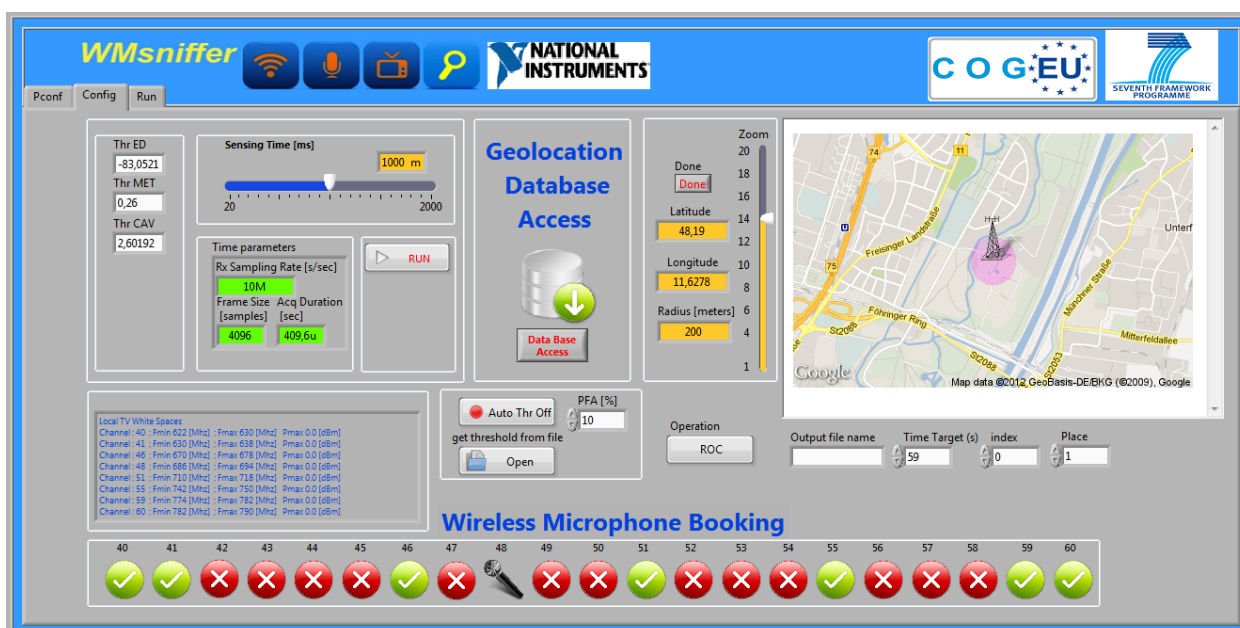 WMsniffer
NATIONAL
INSTRUMENTS
C O G EU
SEVENTH FRAMEWORK
PROGRAMME
Pconf Config Run
Thr ED
-83,0521
Thr MET
0,26
Thr CAV
2,60192
Sensing Time [ms]
1000 m
20 2000
Time parameters
Rx Sampling Rate [s/sec]
10M
Frame Size Acq Duration
[samples] [sec]
4096 409,6u
RUN
Geolocation
Database
Access
Data Base
Access
Done
Done
Latitude
48,19
Longitude
11,6278
Radius [meters]
200
Zoom
20
18
16
14
12
10
8
6
4
1
74
11
U
Unterf
Freisinger Landstraße
75
Föhringer Ring
St2088
St2088
St2053
Münchner Straße
Mitterfeldallee
Google
Map data ©2012 GeoBasis-DE/BKG (©2009), Google
Local TV White Spaces
Channel : 40 ; Fmin 622 [Mhz] ; Fmax 630 [Mhz] Pmax 0.0 [dBm]
Channel : 41 ; Fmin 630 [Mhz] ; Fmax 638 [Mhz] Pmax 0.0 [dBm]
Channel : 46 ; Fmin 670 [Mhz] ; Fmax 678 [Mhz] Pmax 0.0 [dBm]
Channel : 48 ; Fmin 686 [Mhz] ; Fmax 694 [Mhz] Pmax 0.0 [dBm]
Channel : 51 ; Fmin 710 [Mhz] ; Fmax 718 [Mhz] Pmax 0.0 [dBm]
Channel : 55 ; Fmin 742 [Mhz] ; Fmax 750 [Mhz] Pmax 0.0 [dBm]
Channel : 59 ; Fmin 774 [Mhz] ; Fmax 782 [Mhz] Pmax 0.0 [dBm]
Channel : 60 ; Fmin 782 [Mhz] ; Fmax 790 [Mhz] Pmax 0.0 [dBm]
Auto Thr Off
PFA [%]
10
get threshold from file
Open
Operation
ROC
Output file name Time Target (s) index Place
59 0 1
Wireless Microphone Booking
40 41 42 43 44 45 46 47 48 49 50 51 52 53 54 55 56 57 58 59 60